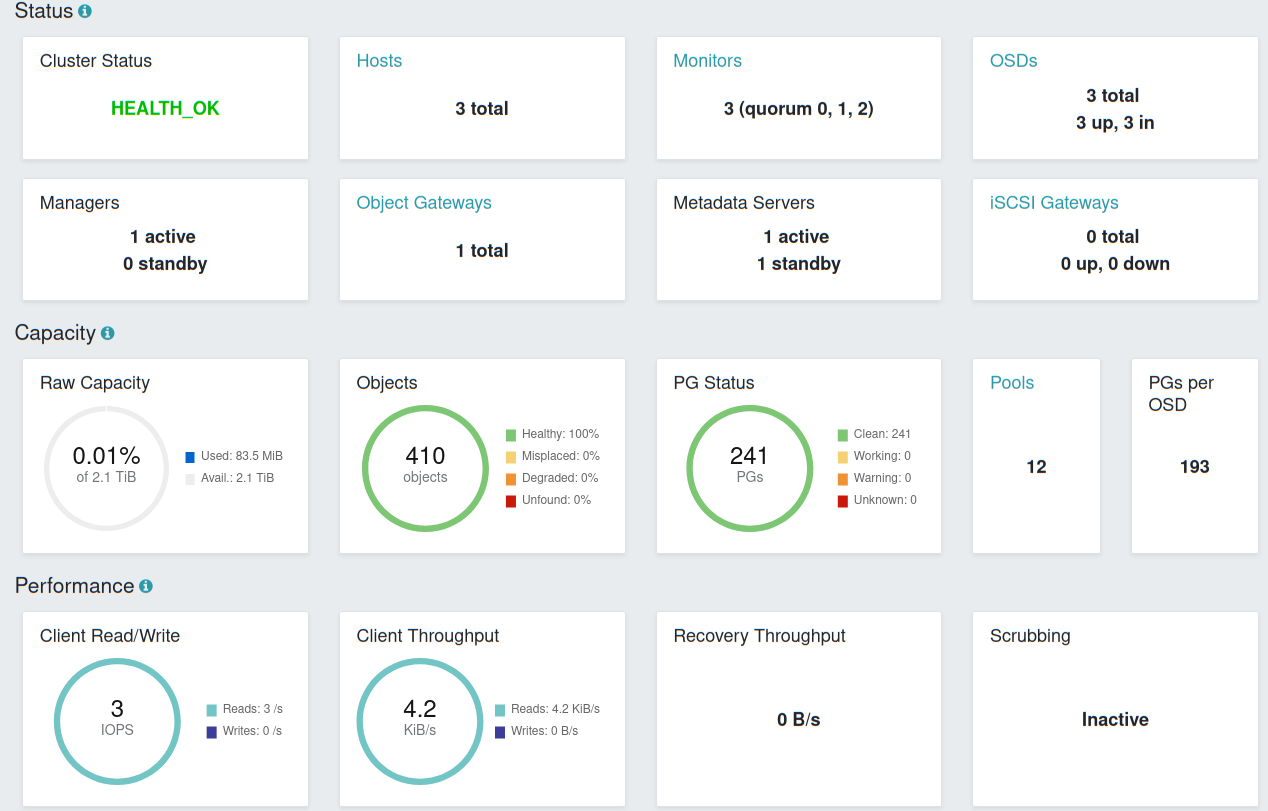 Status
Cluster Status
HEALTH_OK
Hosts
3 total
Monitors
3 (quorum 0, 1, 2)
OSDs
3 total
3 up, 3 in
Managers
1 active
0 standby
Object Gateways
1 total
Metadata Servers
1 active
1 standby
iSCSI Gateways
0 total
0 up, 0 down
Capacity
Raw Capacity
0.01%
of 2.1 TiB
Used: 83.5 MiB
Avail.: 2.1 TiB
Objects
410
objects
Healthy: 100%
Misplaced: 0%
Degraded: 0%
Unfound: 0%
PG Status
241
PGs
Clean: 241
Working: 0
Warning: 0
Unknown: 0
Pools
12
PGs per
OSD
193
Performance
Client Read/Write
3
IOPS
Reads: 3 /s
Writes: 0 /s
Client Throughput
4.2
KiB/s
Reads: 4.2 KiB/s
Writes: 0 B/s
Recovery Throughput
0 B/s
Scrubbing
Inactive